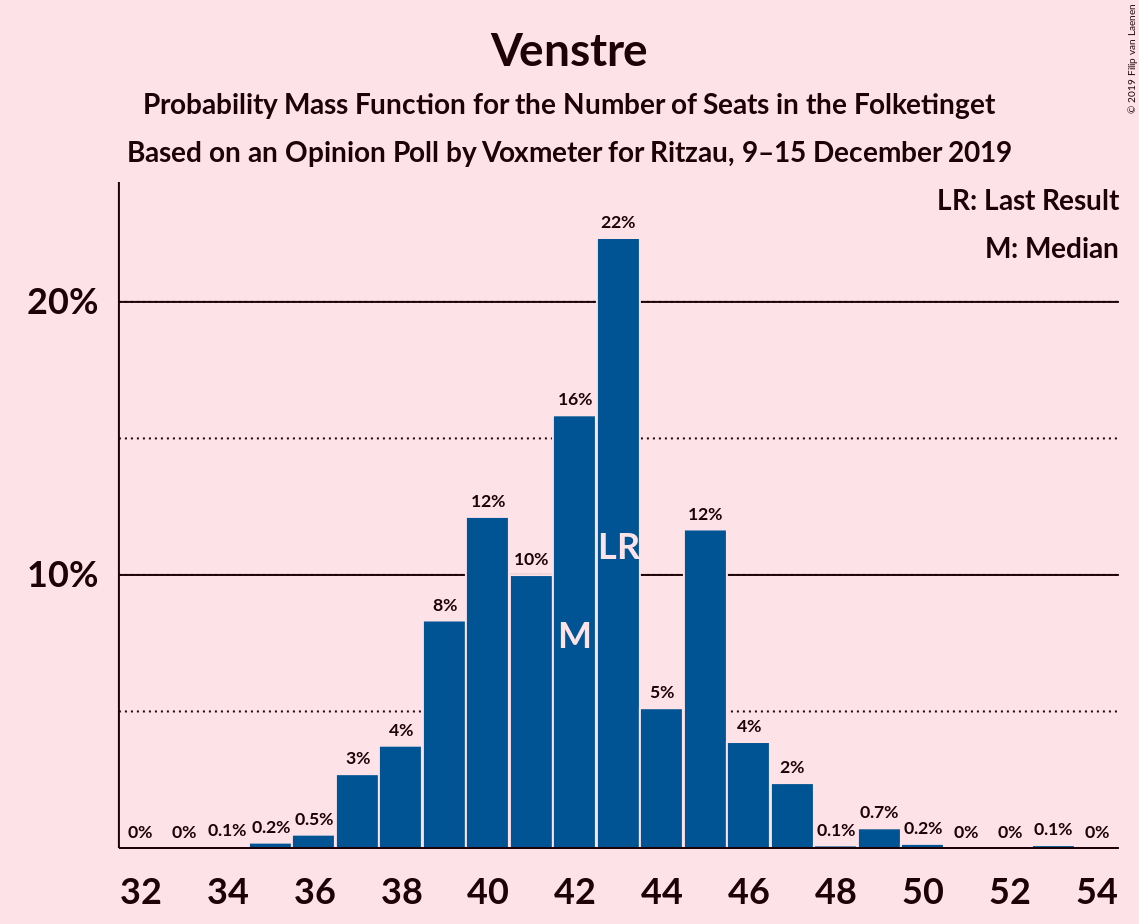 Venstre
Probability Mass Function for the Number of Seats in the Folketinget
Based on an Opinion Poll by Voxmeter for Ritzau, 9–15 December 2019
© 2019 Filip van Laenen
LR: Last Result
M: Median
20%
10%
0% 0% 0.1% 0.2% 0.5% 3% 4% 8% 12% 10% 16% 22% 5% 12% 4% 2% 0.1% 0.7% 0.2% 0% 0% 0.1% 0%
LR
M
32 34 36 38 40 42 44 46 48 50 52 54